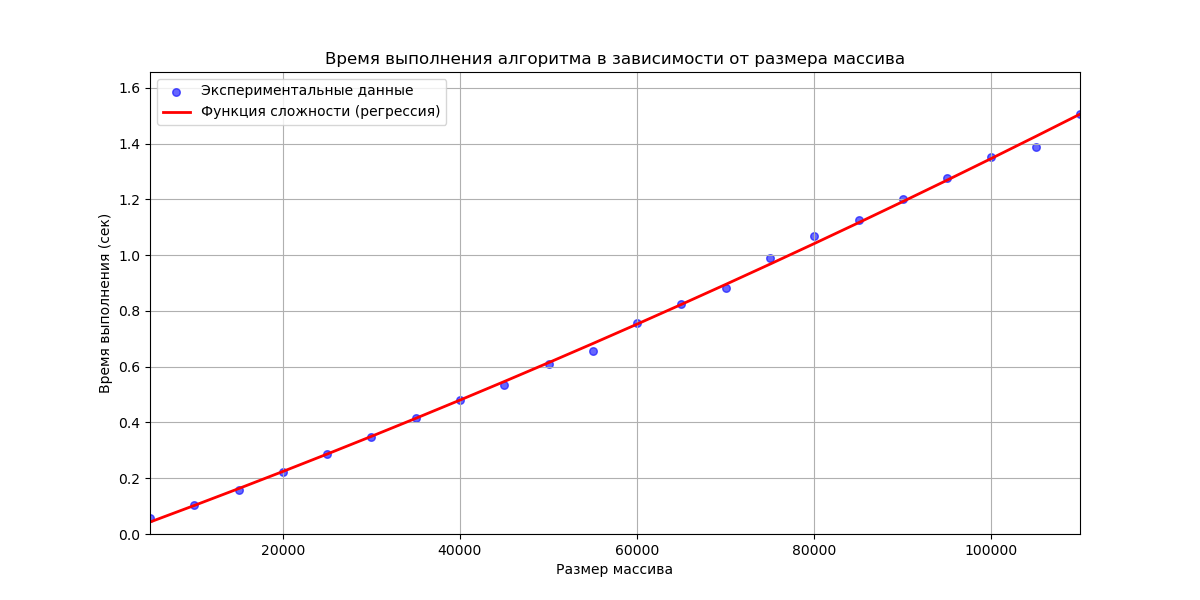 Время выполнения алгоритма в зависимости от размера массива
Экспериментальные данные
Функция сложности (регрессия)
Время выполнения (сек)
1.6
1.4
1.2
1.0
0.8
0.6
0.4
0.2
0.0
20000
40000
60000
80000
100000
Размер массива